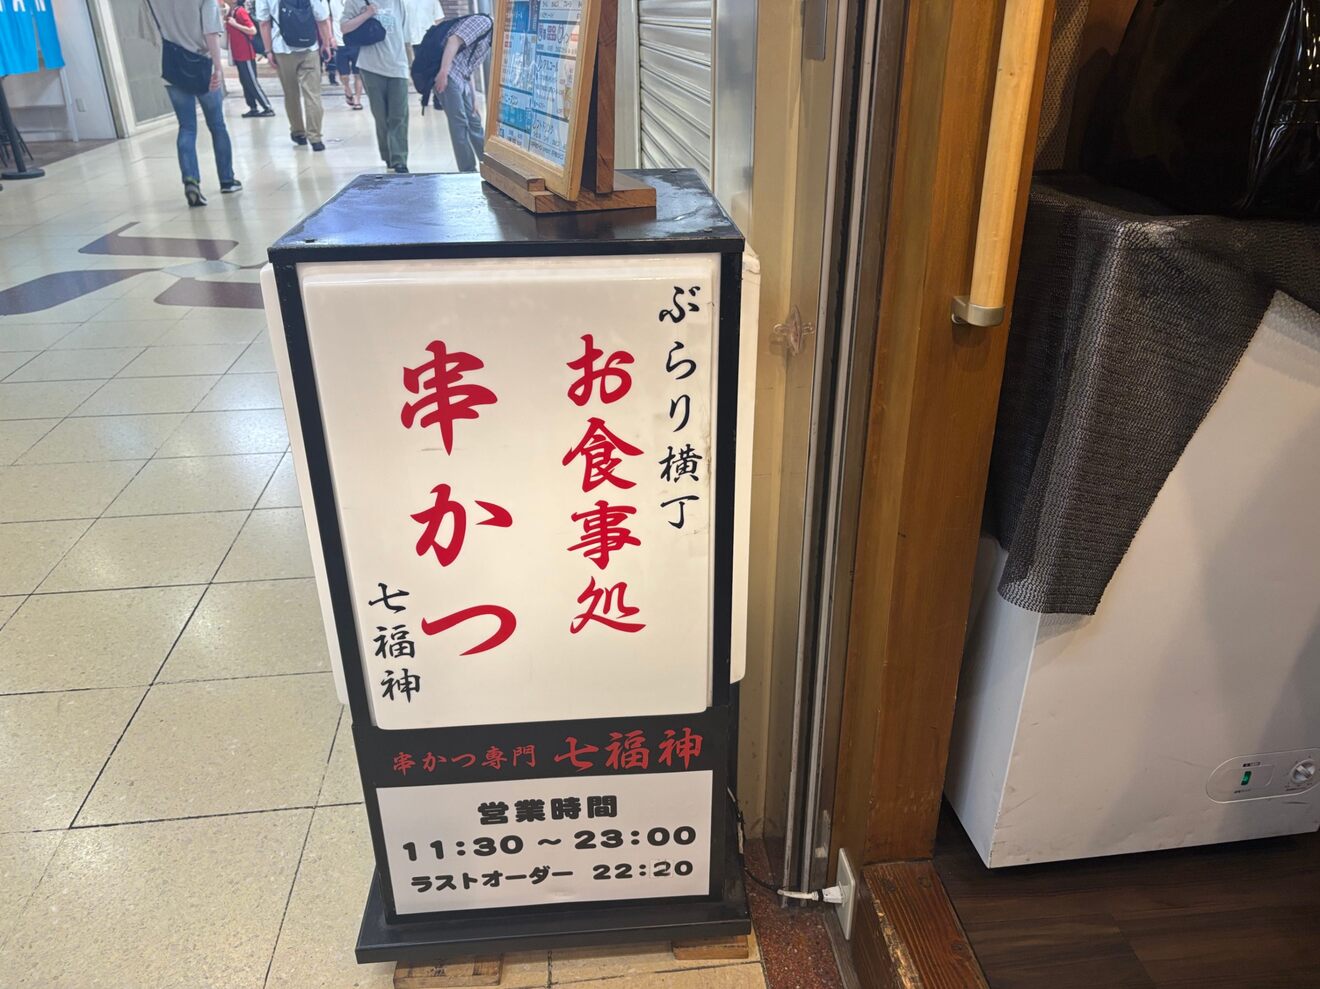 ぶらり横丁
お食事処
串かつ
七福神
串かつ専門 七福神
営業時間
11:30～23:00
ラストオーダー 22:20